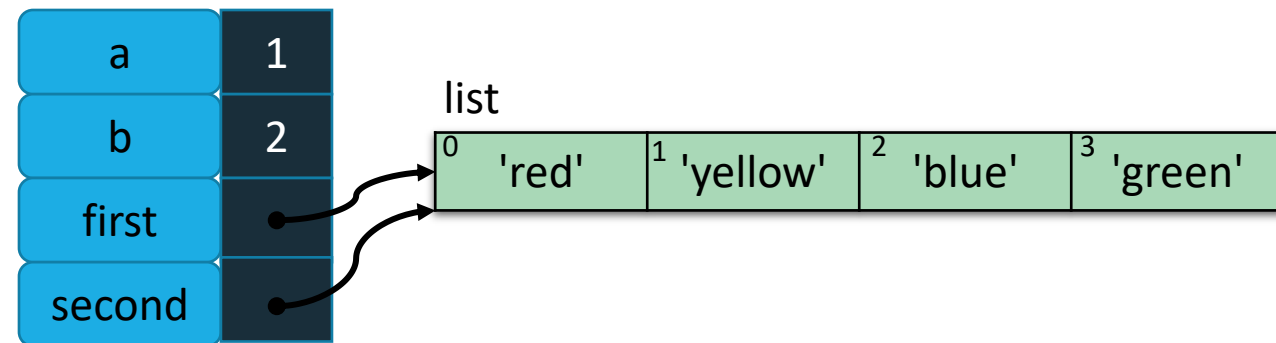 a 1
b 2
first
second
list
0 'red' 1 'yellow' 2 'blue' 3 'green'